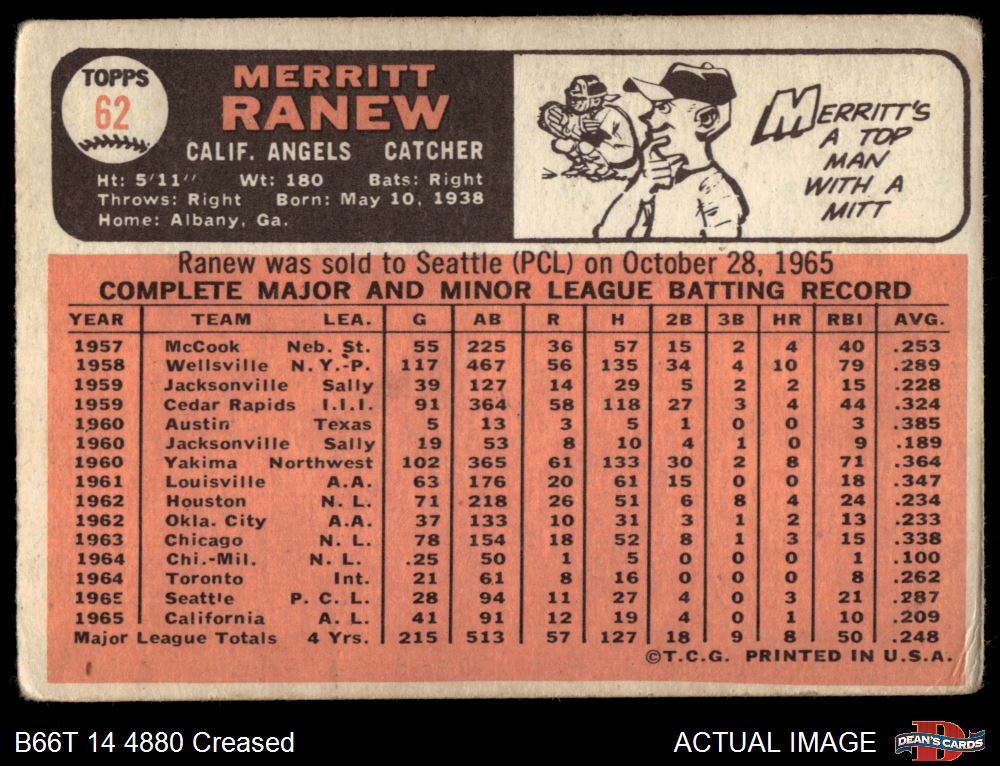 TOPPS
62
MERRITT
RANEW
CALIF. ANGELS CATCHER
Ht: 5'11" Wt: 180 Bats: Right
Throws: Right Born: May 10, 1938
Home: Albany, Ga.
MERRITT'S
A TOP
MAN
WITH A
MITT
Ranew was sold to Seattle (PCL) on October 28, 1965
COMPLETE MAJOR AND MINOR LEAGUE BATTING RECORD
YEAR TEAM LEA. G AB R H 2B 3B HR RBI AVG.
1957 McCook Neb. St. 55 225 36 57 15 2 4 40 .253
1958 Wellsville N.Y.-P. 117 467 56 135 34 4 10 79 .289
1959 Jacksonville Sally 39 127 14 29 5 2 2 15 .228
1959 Cedar Rapids I.I.I. 91 364 58 118 27 3 4 44 .324
1960 Austin Texas 5 13 3 5 1 0 0 3 .385
1960 Jacksonville Sally 19 53 8 10 4 1 0 9 .189
1960 Yakima Northwest 102 365 61 133 30 2 8 71 .364
1961 Louisville A.A. 63 176 20 61 15 0 0 18 .347
1962 Houston N. L. 71 218 26 51 6 8 4 24 .234
1962 Okla. City A.A. 37 133 10 31 3 1 2 13 .233
1963 Chicago N. L. 78 154 18 52 8 1 3 15 .338
1964 Chi.-Mil. N. L. .25 50 1 5 0 0 0 1 .100
1964 Toronto Int. 21 61 8 16 0 0 0 8 .262
1965 Seattle P. C. L. 28 94 11 27 4 0 3 21 .287
1965 California A. L. 41 91 12 19 4 0 1 10 .209
Major League Totals 4 Yrs. 215 513 57 127 18 9 8 50 .248
©T.C.G. PRINTED IN U.S.A.
B66T 14 4880 Creased
ACTUAL IMAGE
DEAN'S CARDS